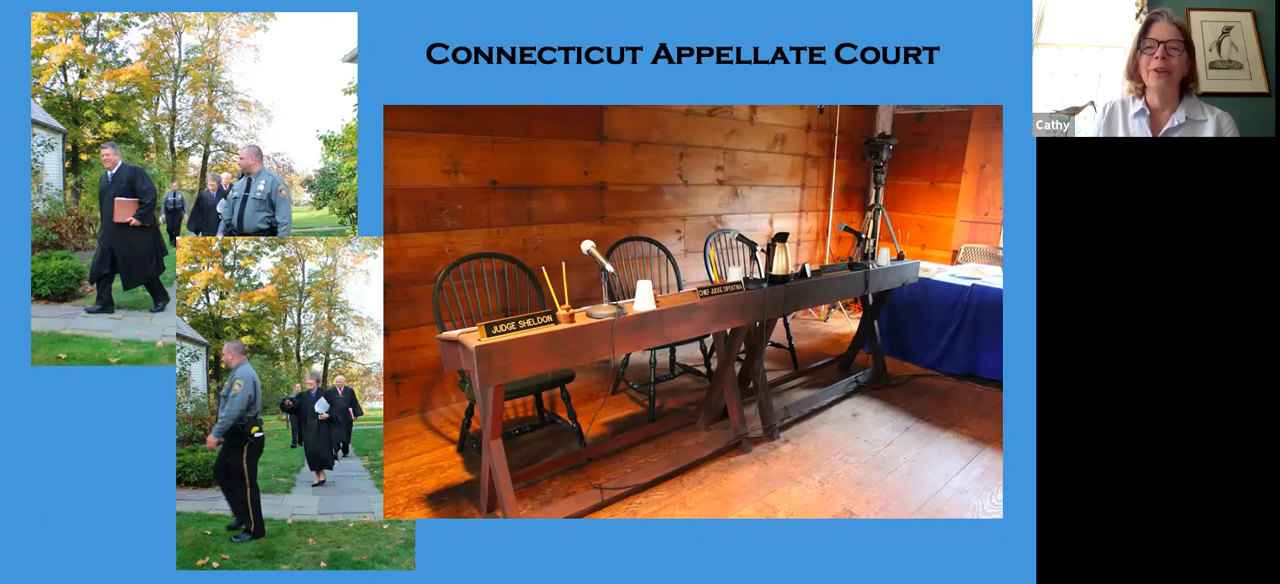 Connecticut Appellate Court
Cathy
JUDGE SHELDON
CHIEF JUDGE DIPENTIMA